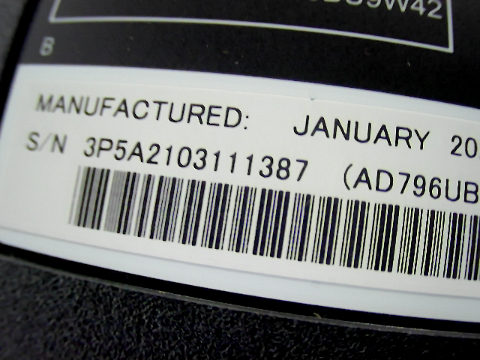 B
MANUFACTURED: JANUARY 20
S/N 3P5A2103111387 (AD796UB